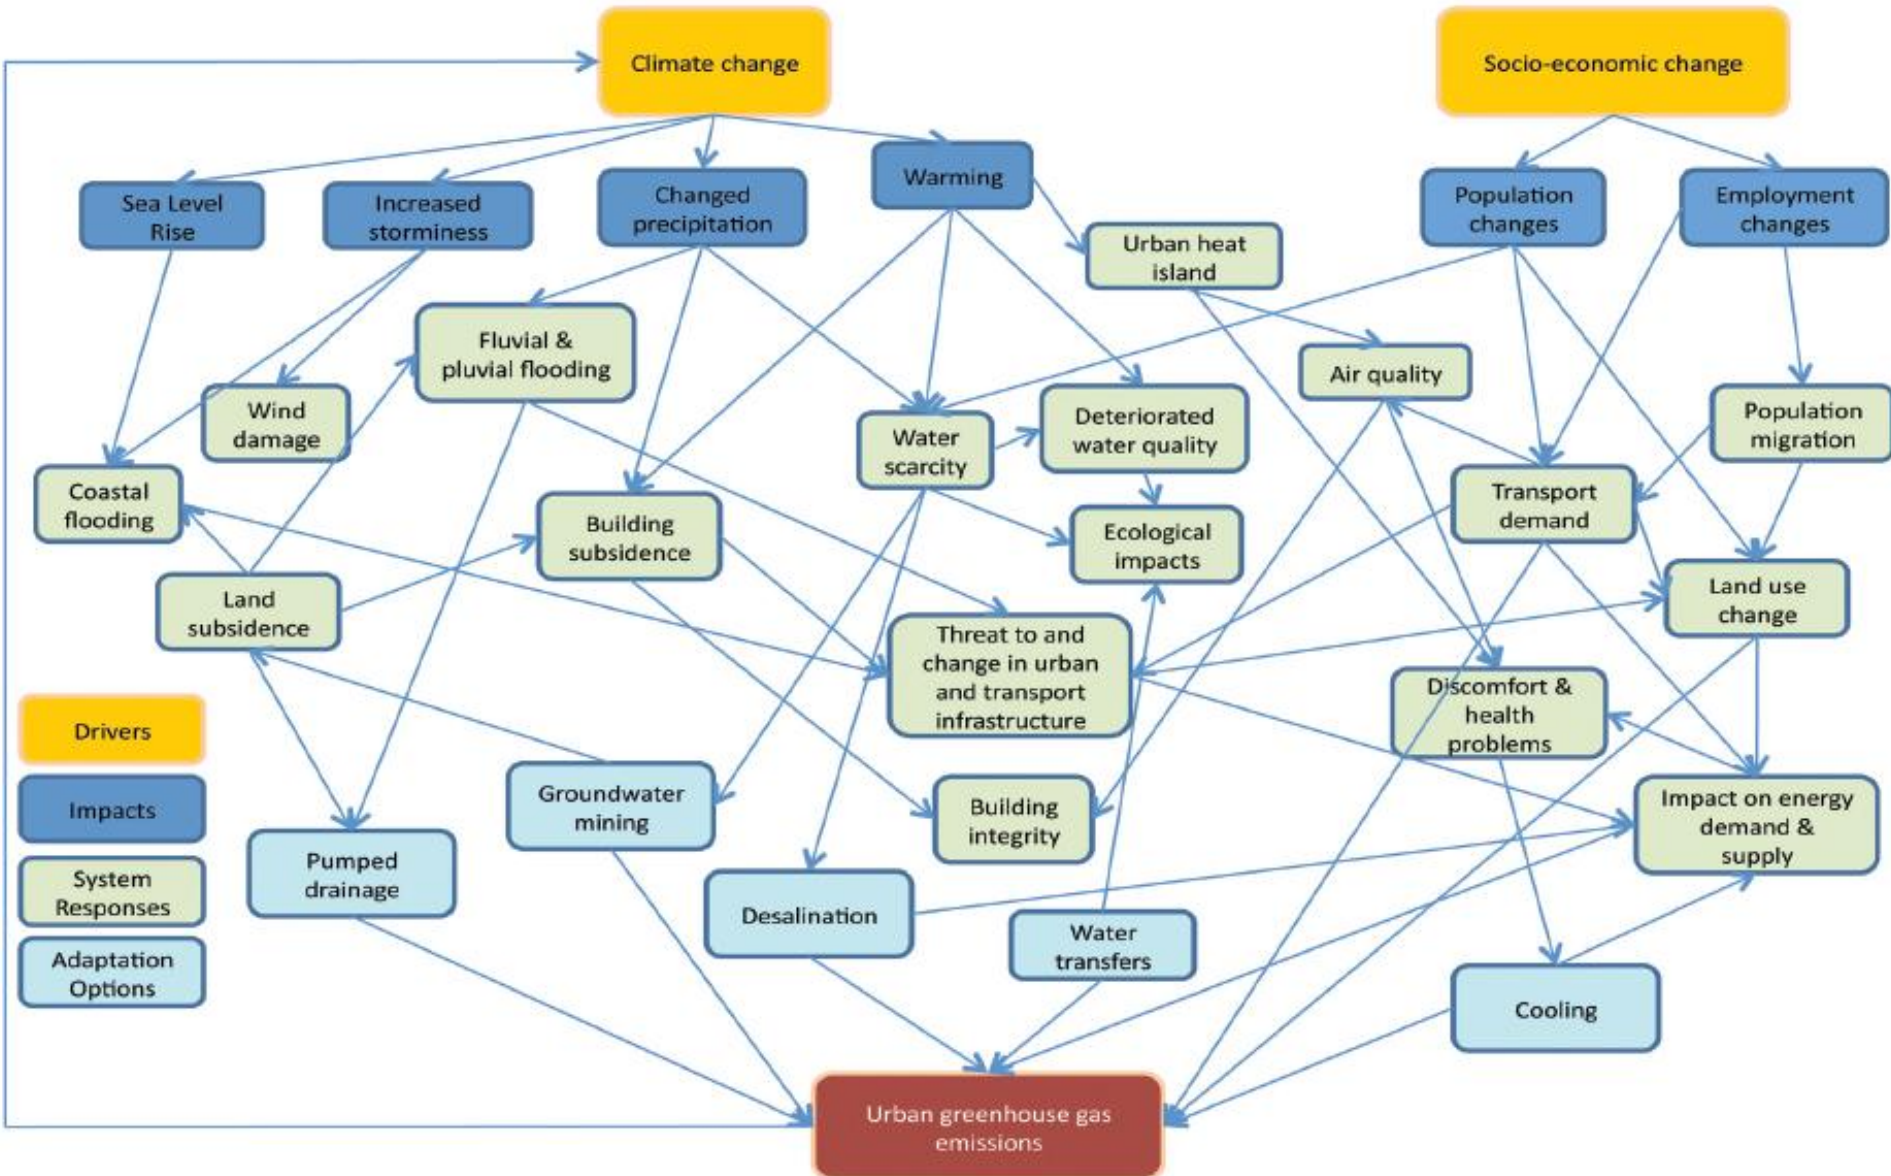 Climate change
Socio-economic change
Warming
Sea Level
Rise
Increased
storminess
Changed
precipitation
Population
changes
Employment
changes
Urban heat
island
Fluvial &
pluvial flooding
Air quality
Wind
damage
Water
scarcity
Deteriorated
water quality
Population
migration
Coastal
flooding
Building
subsidence
Ecological
impacts
Transport
demand
Land
subsidence
Threat to and
change in urban
and transport
infrastructure
Land use
change
Discomfort &
health
problems
Drivers
Impacts
System
Responses
Adaptation
Options
Groundwater
mining
Building
integrity
Impact on energy
demand &
supply
Pumped
drainage
Desalination
Water
transfers
Cooling
Urban greenhouse gas
emissions